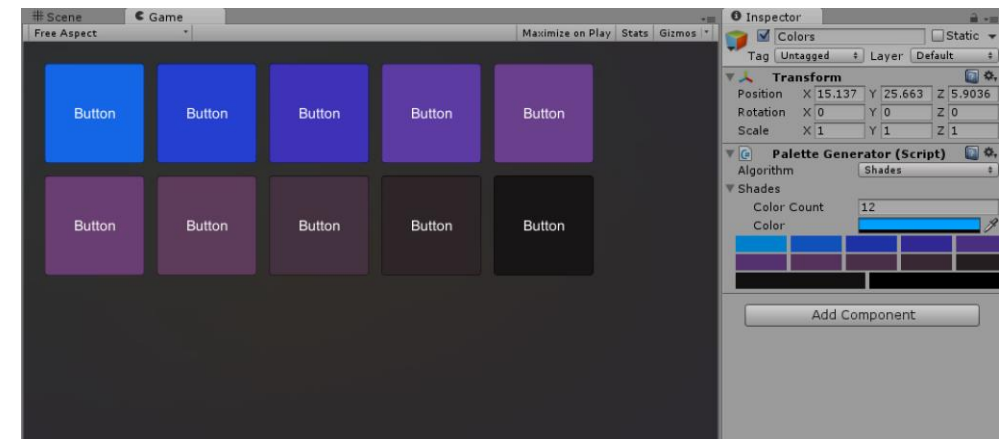 Scene Game
Free Aspect Maximize on Play Stats Gizmos
Button Button Button Button Button
Button Button Button Button Button
Inspector
Colors Static
Tag Untagged Layer Default
Transform
Position X 15.137 Y 25.663 Z 5.9036
Rotation X 0 Y 0 Z 0
Scale X 1 Y 1 Z 1
Palette Generator (Script)
Algorithm Shades
Shades
Color Count 12
Color
Add Component